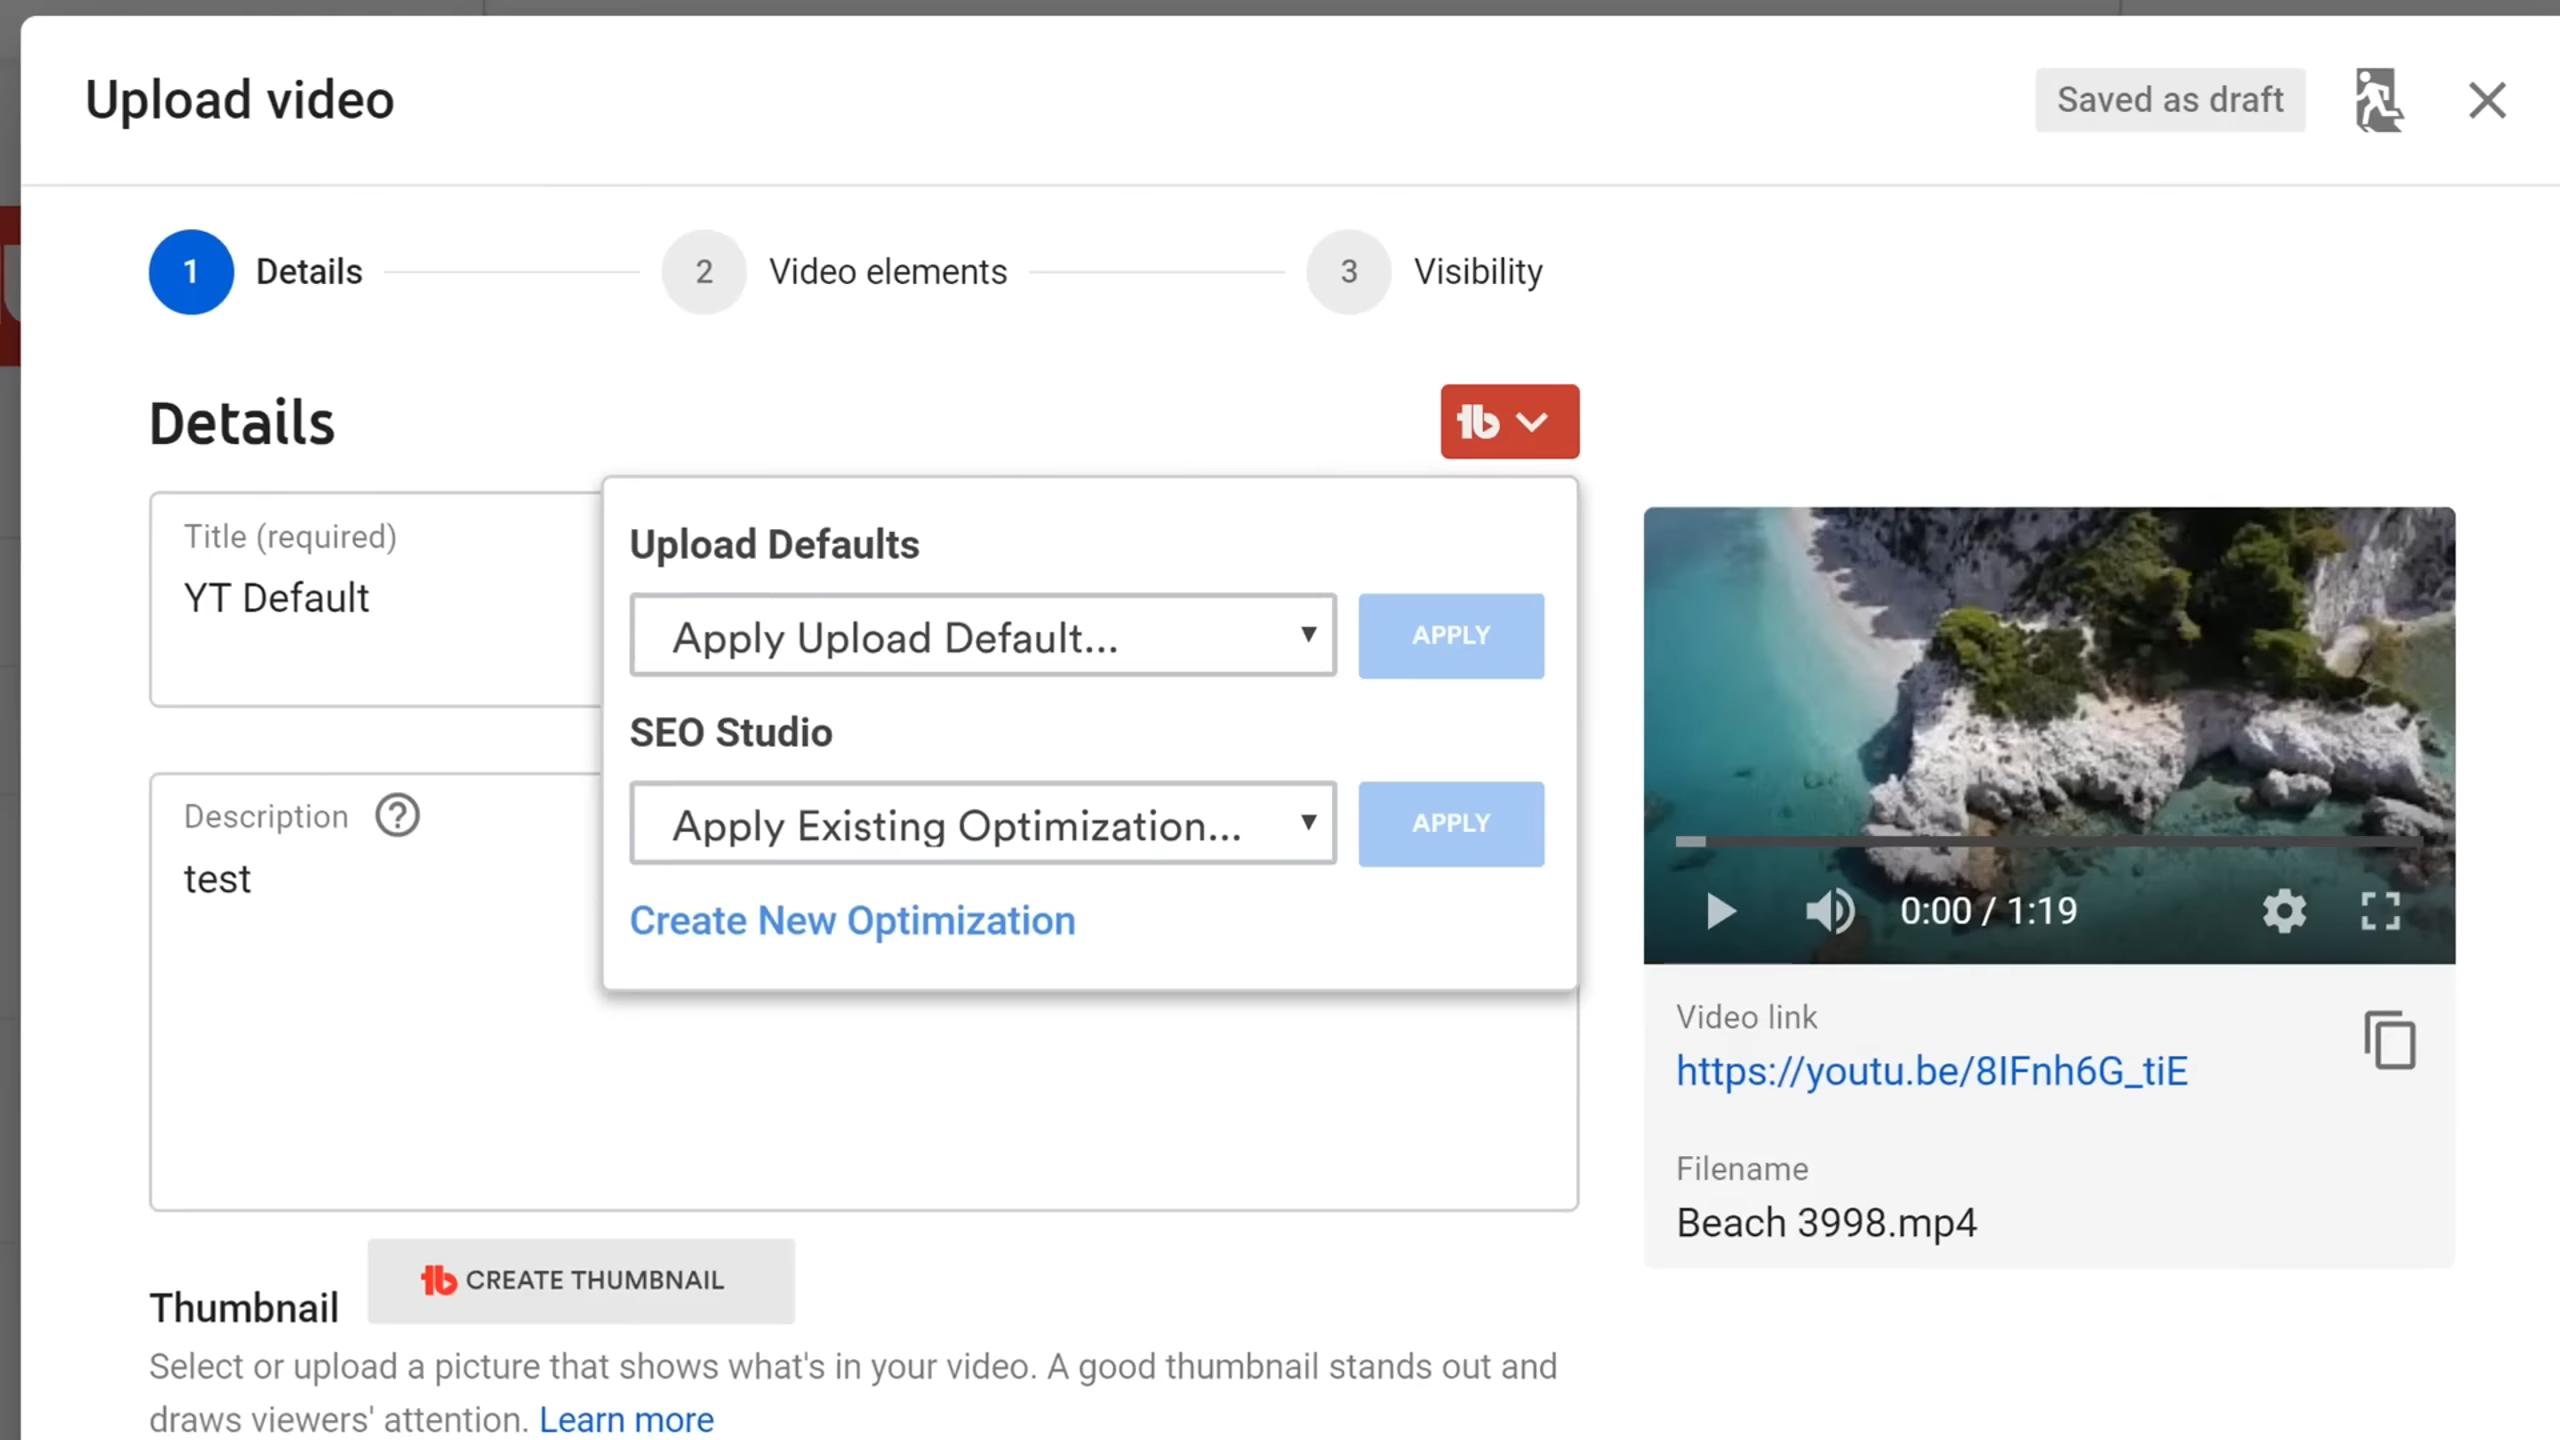 Upload video
Saved as draft
1 Details
2 Video elements
3 Visibility
Details
tb
Title (required)
YT Default
Upload Defaults
Apply Upload Default...
APPLY
SEO Studio
Apply Existing Optimization...
APPLY
Create New Optimization
Description
?
test
0:00 / 1:19
Video link
https://youtu.be/8IFnh6G_tiE
Filename
Beach 3998.mp4
Thumbnail
tb CREATE THUMBNAIL
Select or upload a picture that shows what's in your video. A good thumbnail stands out and
draws viewers' attention. Learn more